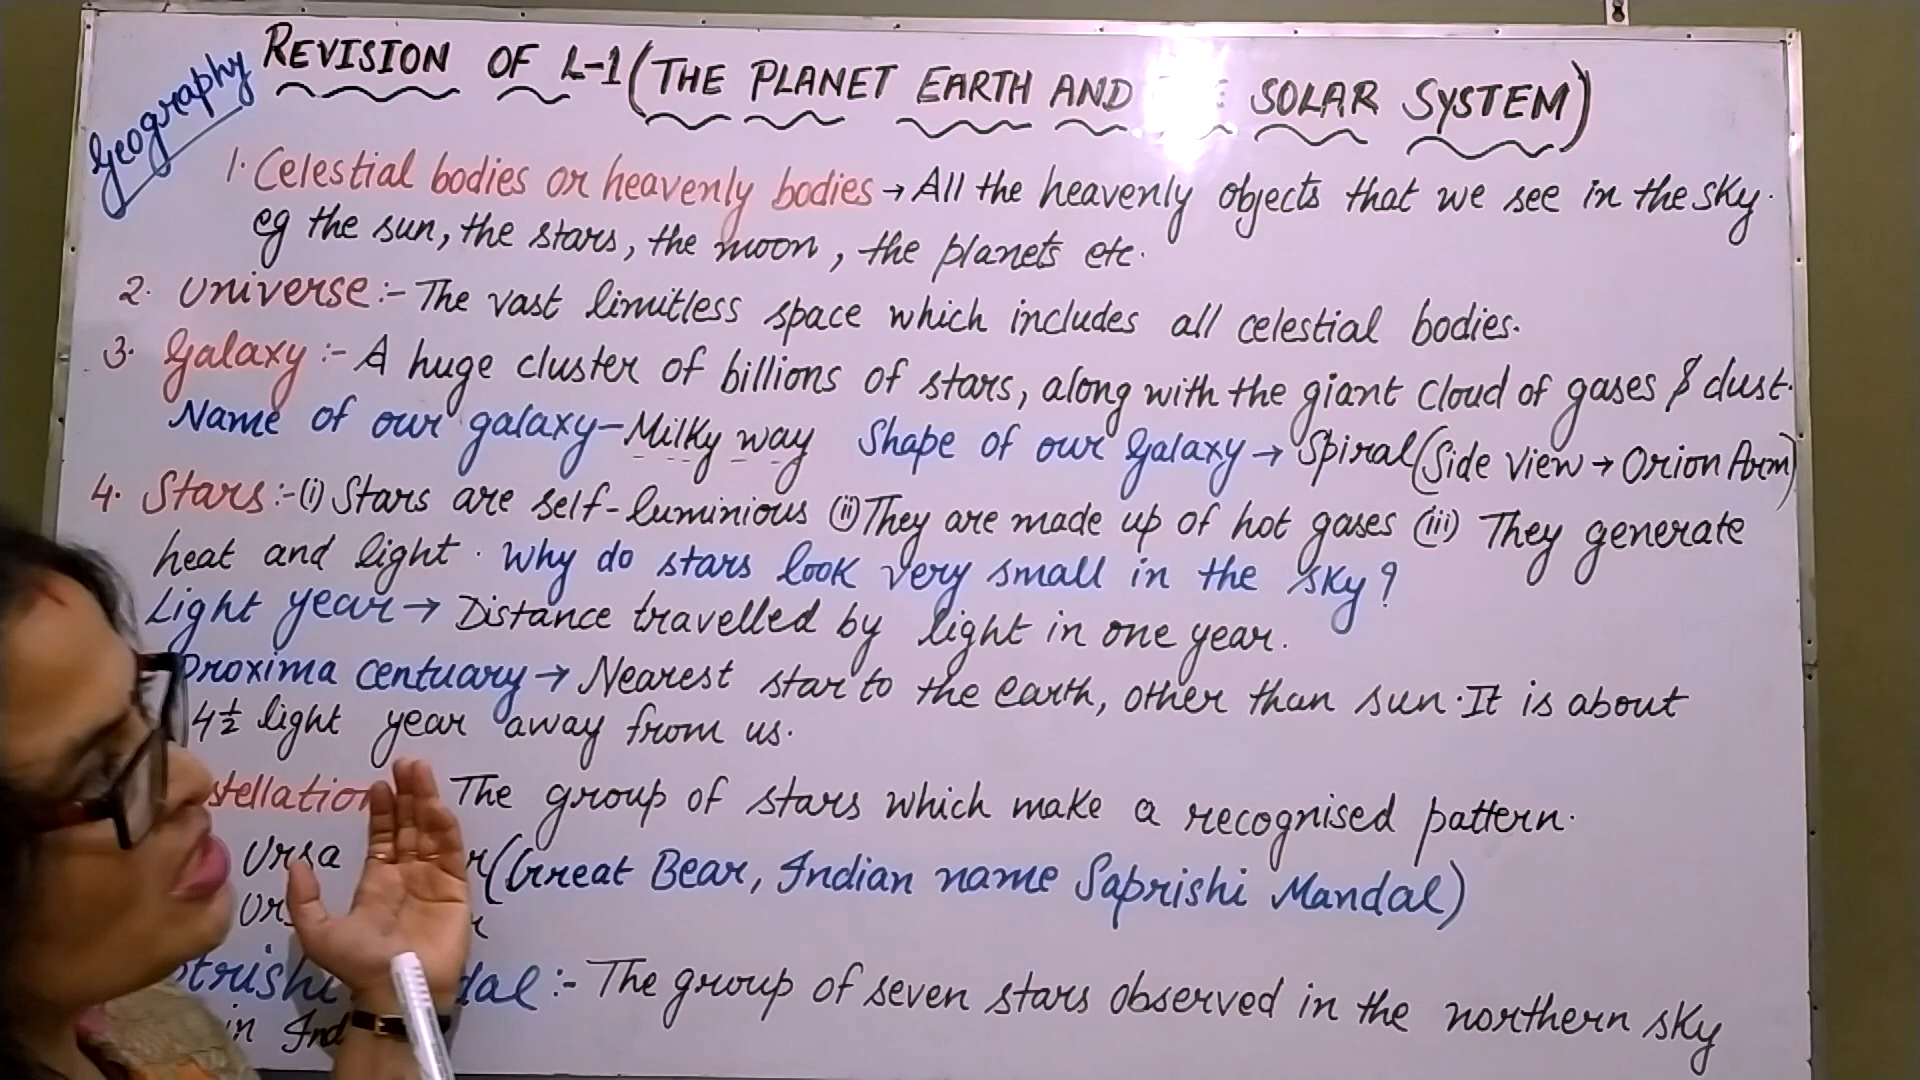 Geography
REVISION OF L-1 (THE PLANET EARTH AND SOLAR SYSTEM)
1. Celestial bodies or heavenly bodies → All the heavenly objects that we see in the sky.
eg the sun, the stars, the moon, the planets etc.
2. Universe :- The vast limitless space which includes all celestial bodies.
3. Galaxy :- A huge cluster of billions of stars, along with the giant cloud of gases & dust.
Name of our galaxy - Milky way Shape of our Galaxy → Spiral (Side View → Orion Arm)
4. Stars :- (i) Stars are self-luminious (ii) They are made up of hot gases (iii) They generate
heat and light. Why do stars look very small in the sky?
Light year → Distance travelled by light in one year.
Proxima centuary → Nearest star to the earth, other than sun. It is about
4 1/2 light year away from us.
stellation The group of stars which make a recognised pattern.
Ursa (Great Bear, Indian name Saprishi Mandal)
trishi dal :- The group of seven stars observed in the northern sky
in Ind